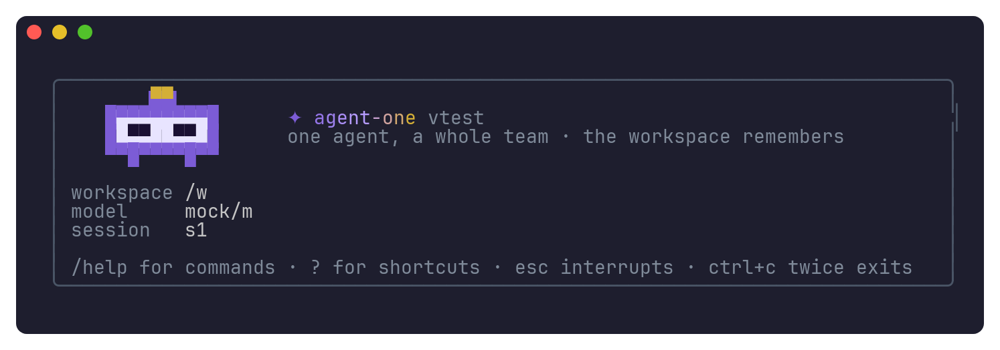 ✦ agent-one vtest
one agent, a whole team · the workspace remembers
workspace /w
model mock/m
session s1
/help for commands · ? for shortcuts · esc interrupts · ctrl+c twice exits